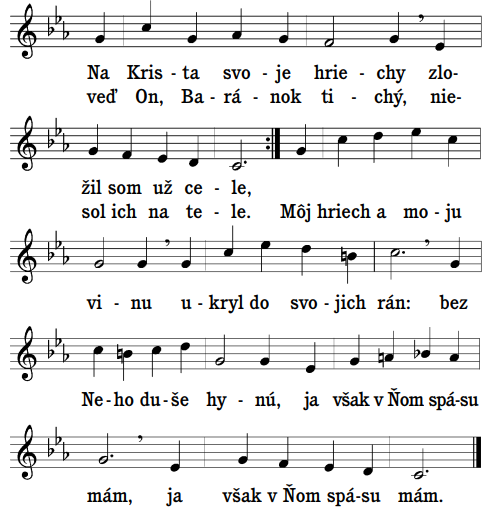 Na Kris - ta svo - je hrie - chy zlo-
veď On, Ba - rá - nok ti - chý, nie-
žil som už ce - le,
sol ich na te - le. Môj hriech a mo - ju
vi - nu u - kryl do svo - jich rán: bez
Ne - ho du - še hy - nú, ja však v Ňom spá-su
mám, ja však v Ňom spá-su mám.